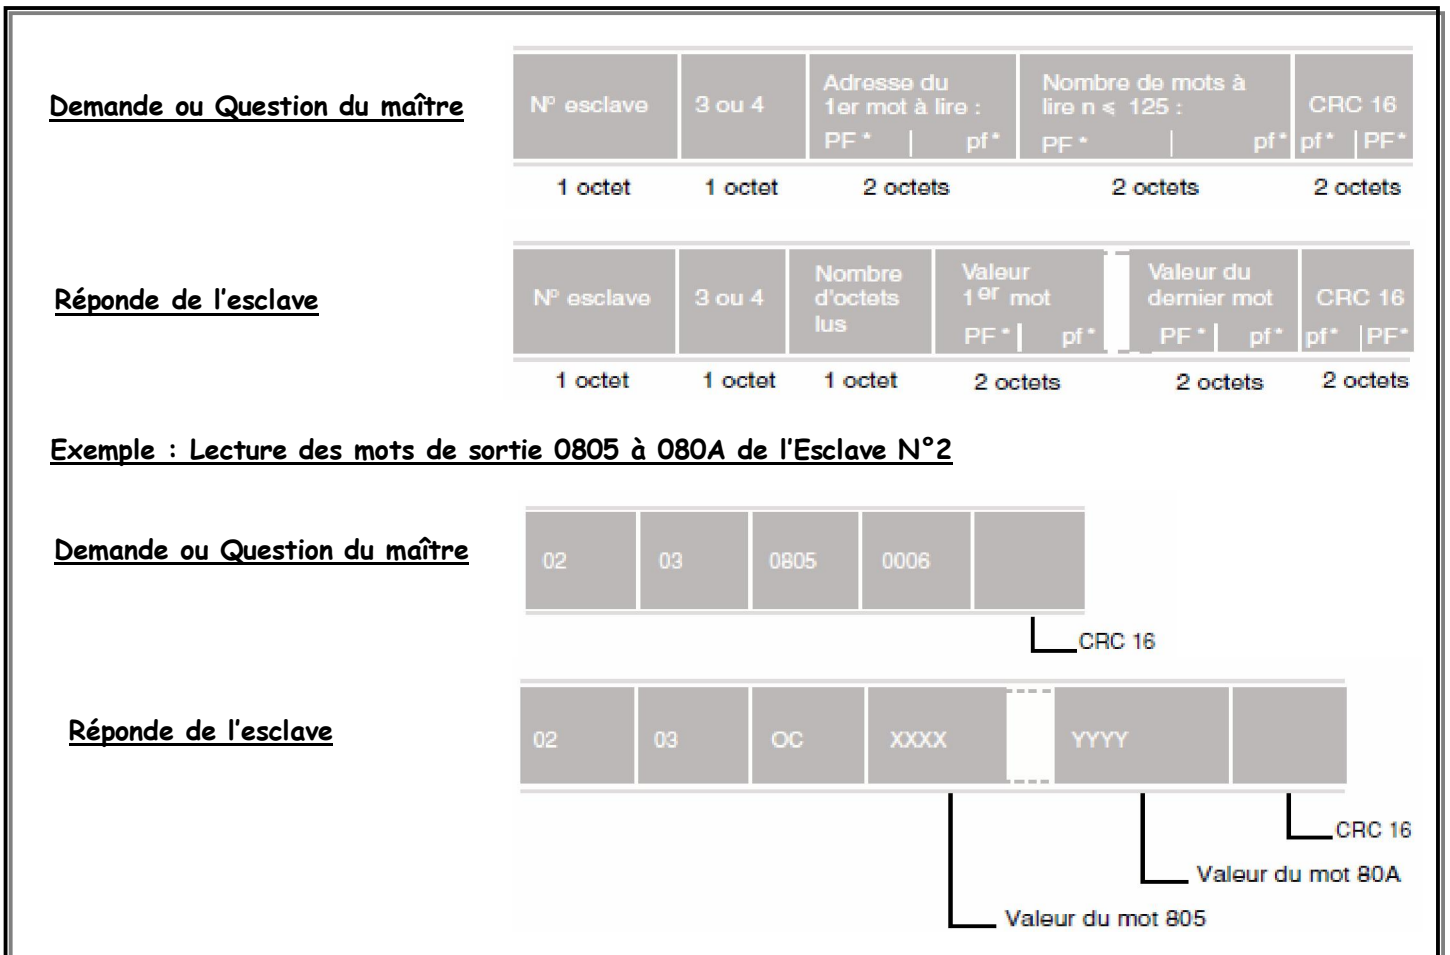 Demande ou Question du maître
N° esclave
3 ou 4
Adresse du
1er mot à lire :
PF * | pf *
Nombre de mots à
lire n ≤ 125 :
PF * | pf *
CRC 16
pf * | PF *
1 octet 1 octet 2 octets 2 octets 2 octets
Réponde de l'esclave
N° esclave
3 ou 4
Nombre
d'octets
lus
Valeur
1er mot
PF * | pf *
Valeur du
dernier mot
PF * | pf *
CRC 16
pf * | PF *
1 octet 1 octet 1 octet 2 octets 2 octets 2 octets
Exemple : Lecture des mots de sortie 0805 à 080A de l'Esclave N°2
Demande ou Question du maître
02 03 0805 0006
CRC 16
Réponde de l'esclave
02 03 OC XXXX YYYY
CRC 16
Valeur du mot 80A
Valeur du mot 805